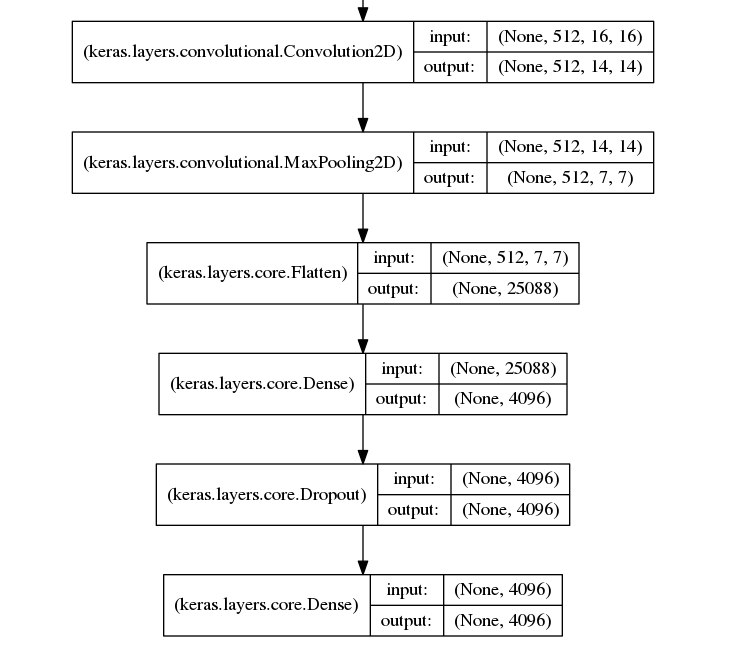 (keras.layers.convolutional.Convolution2D)
input:
(None, 512, 16, 16)
output:
(None, 512, 14, 14)
(keras.layers.convolutional.MaxPooling2D)
input:
(None, 512, 14, 14)
output:
(None, 512, 7, 7)
(keras.layers.core.Flatten)
input:
(None, 512, 7, 7)
output:
(None, 25088)
(keras.layers.core.Dense)
input:
(None, 25088)
output:
(None, 4096)
(keras.layers.core.Dropout)
input:
(None, 4096)
output:
(None, 4096)
(keras.layers.core.Dense)
input:
(None, 4096)
output:
(None, 4096)